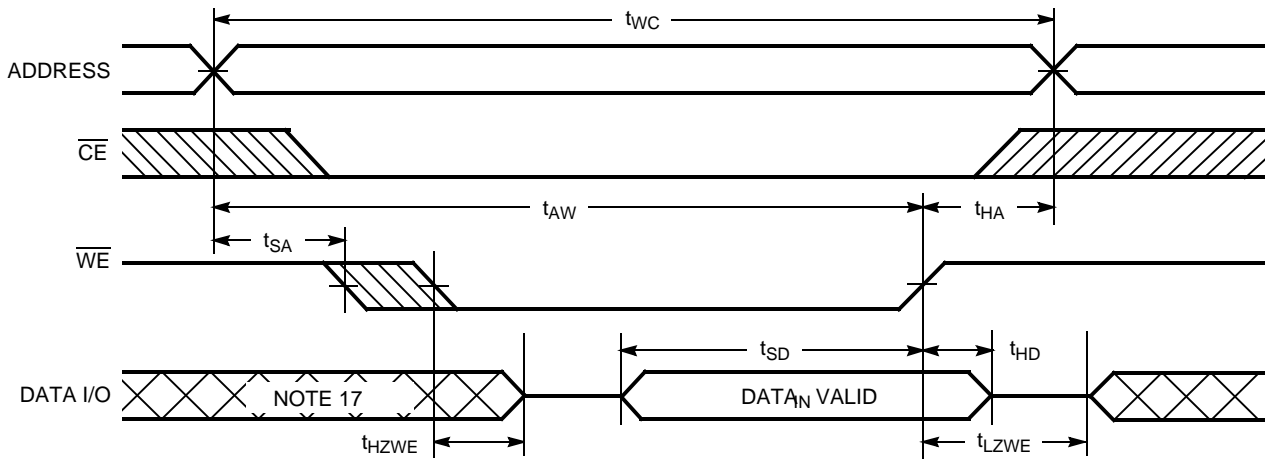 tWC
ADDRESS
CE
tAW
tHA
tSA
WE
tSD
tHD
DATA I/O
NOTE 17
DATAIN VALID
tHZWE
tLZWE